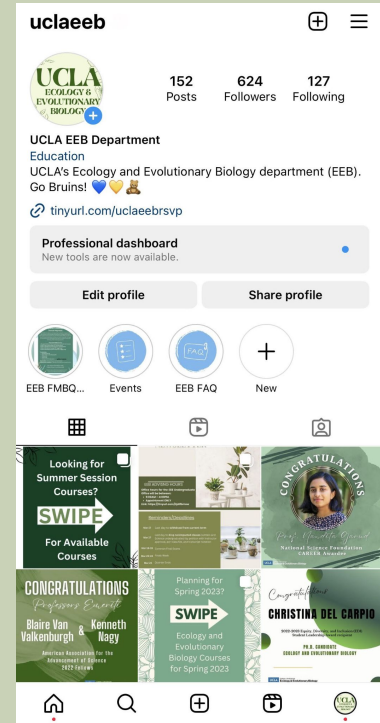 uclaeeb
UCLA
ECOLOGY &
EVOLUTIONARY
BIOLOGY
152
Posts
624
Followers
127
Following
UCLA EEB Department
Education
UCLA's Ecology and Evolutionary Biology department (EEB).
Go Bruins! 💙💛🧸
tinyurl.com/uclaeebrsvp
Professional dashboard
New tools are now available.
Edit profile
Share profile
EEB FMBQ...
Events
FAQ
EEB FAQ
New
Looking for
Summer Session
Courses?
SWIPE
For Available
Courses
Reminders/Deadlines
CONGRATULATIONS
National Science Foundation
CAREER Awardee
CONGRATULATIONS
Professors Emeriti
Blaire Van
Valkenburgh
&
Kenneth
Nagy
American Association for the
Advancement of Science
2022 Fellows
Planning for
Spring 2023?
SWIPE
Ecology and
Evolutionary
Biology Courses
for Spring 2023
Congratulations
CHRISTINA DEL CARPIO
PH.D. CANDIDATE
ECOLOGY AND EVOLUTIONARY BIOLOGY